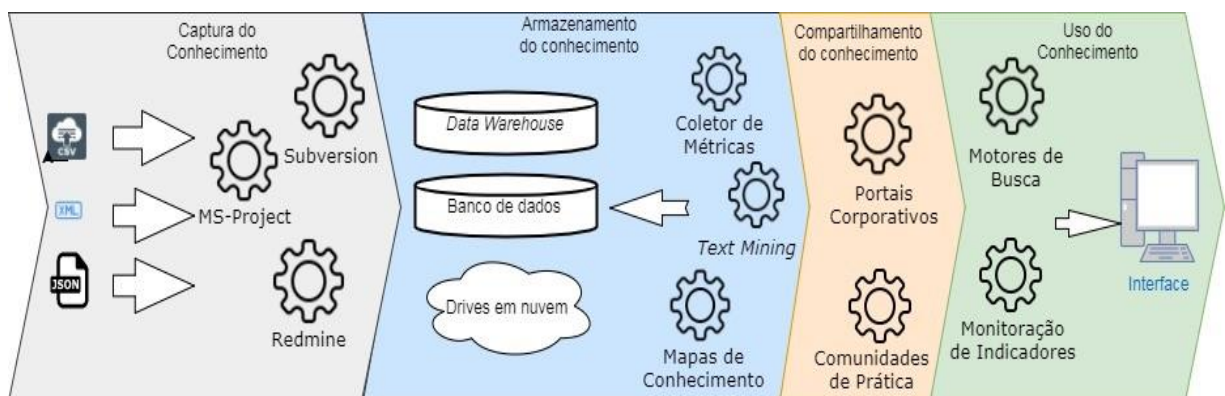 Captura do
Conhecimento
CSV
XML
JSON
Subversion
MS-Project
Redmine
Armazenamento
do conhecimento
Data Warehouse
Banco de dados
Drives em nuvem
Coletor de
Métricas
Text Mining
Mapas de
Conhecimento
Compartilhamento
do conhecimento
Portais
Corporativos
Comunidades
de Prática
Uso do
Conhecimento
Motores de
Busca
Monitoração
de Indicadores
Interface